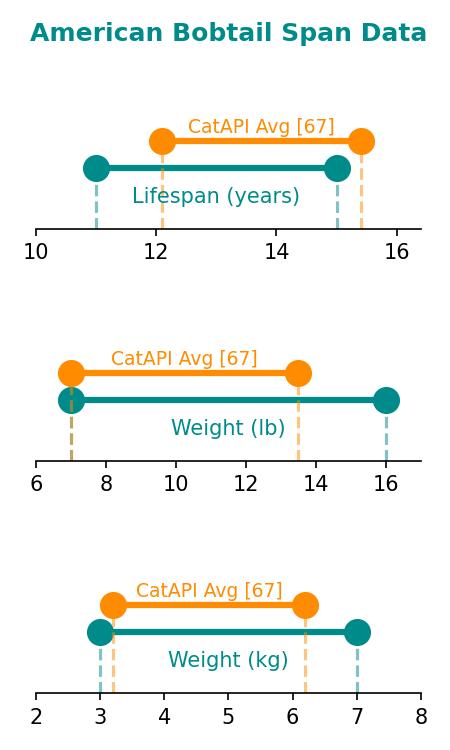 American Bobtail Span Data
CatAPI Avg [67]
Lifespan (years)
10 12 14 16
CatAPI Avg [67]
Weight (lb)
6 8 10 12 14 16
CatAPI Avg [67]
Weight (kg)
2 3 4 5 6 7 8